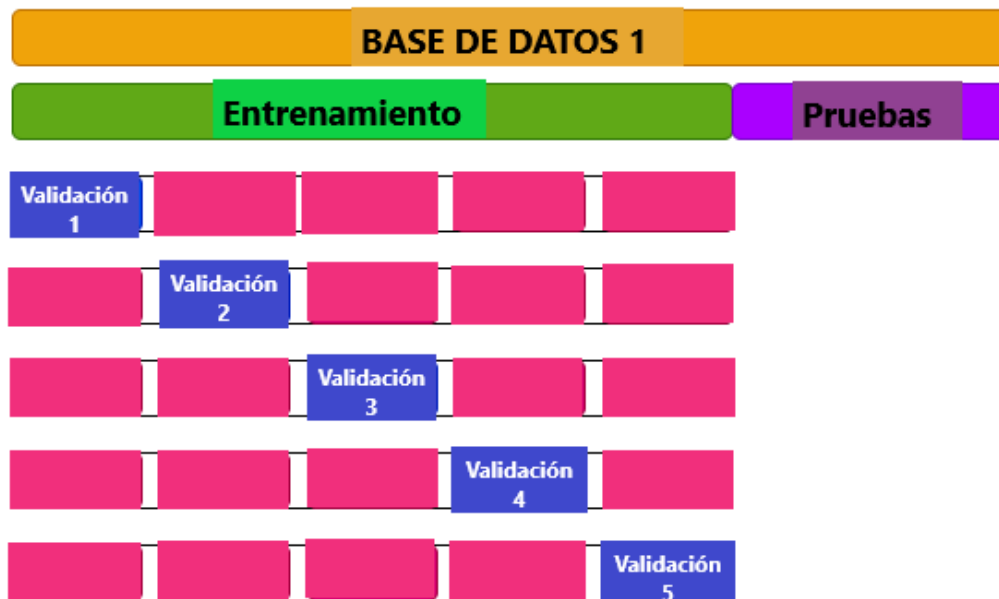 BASE DE DATOS 1
Entrenamiento
Pruebas
Validación
1
Validación
2
Validación
3
Validación
4
Validación
5